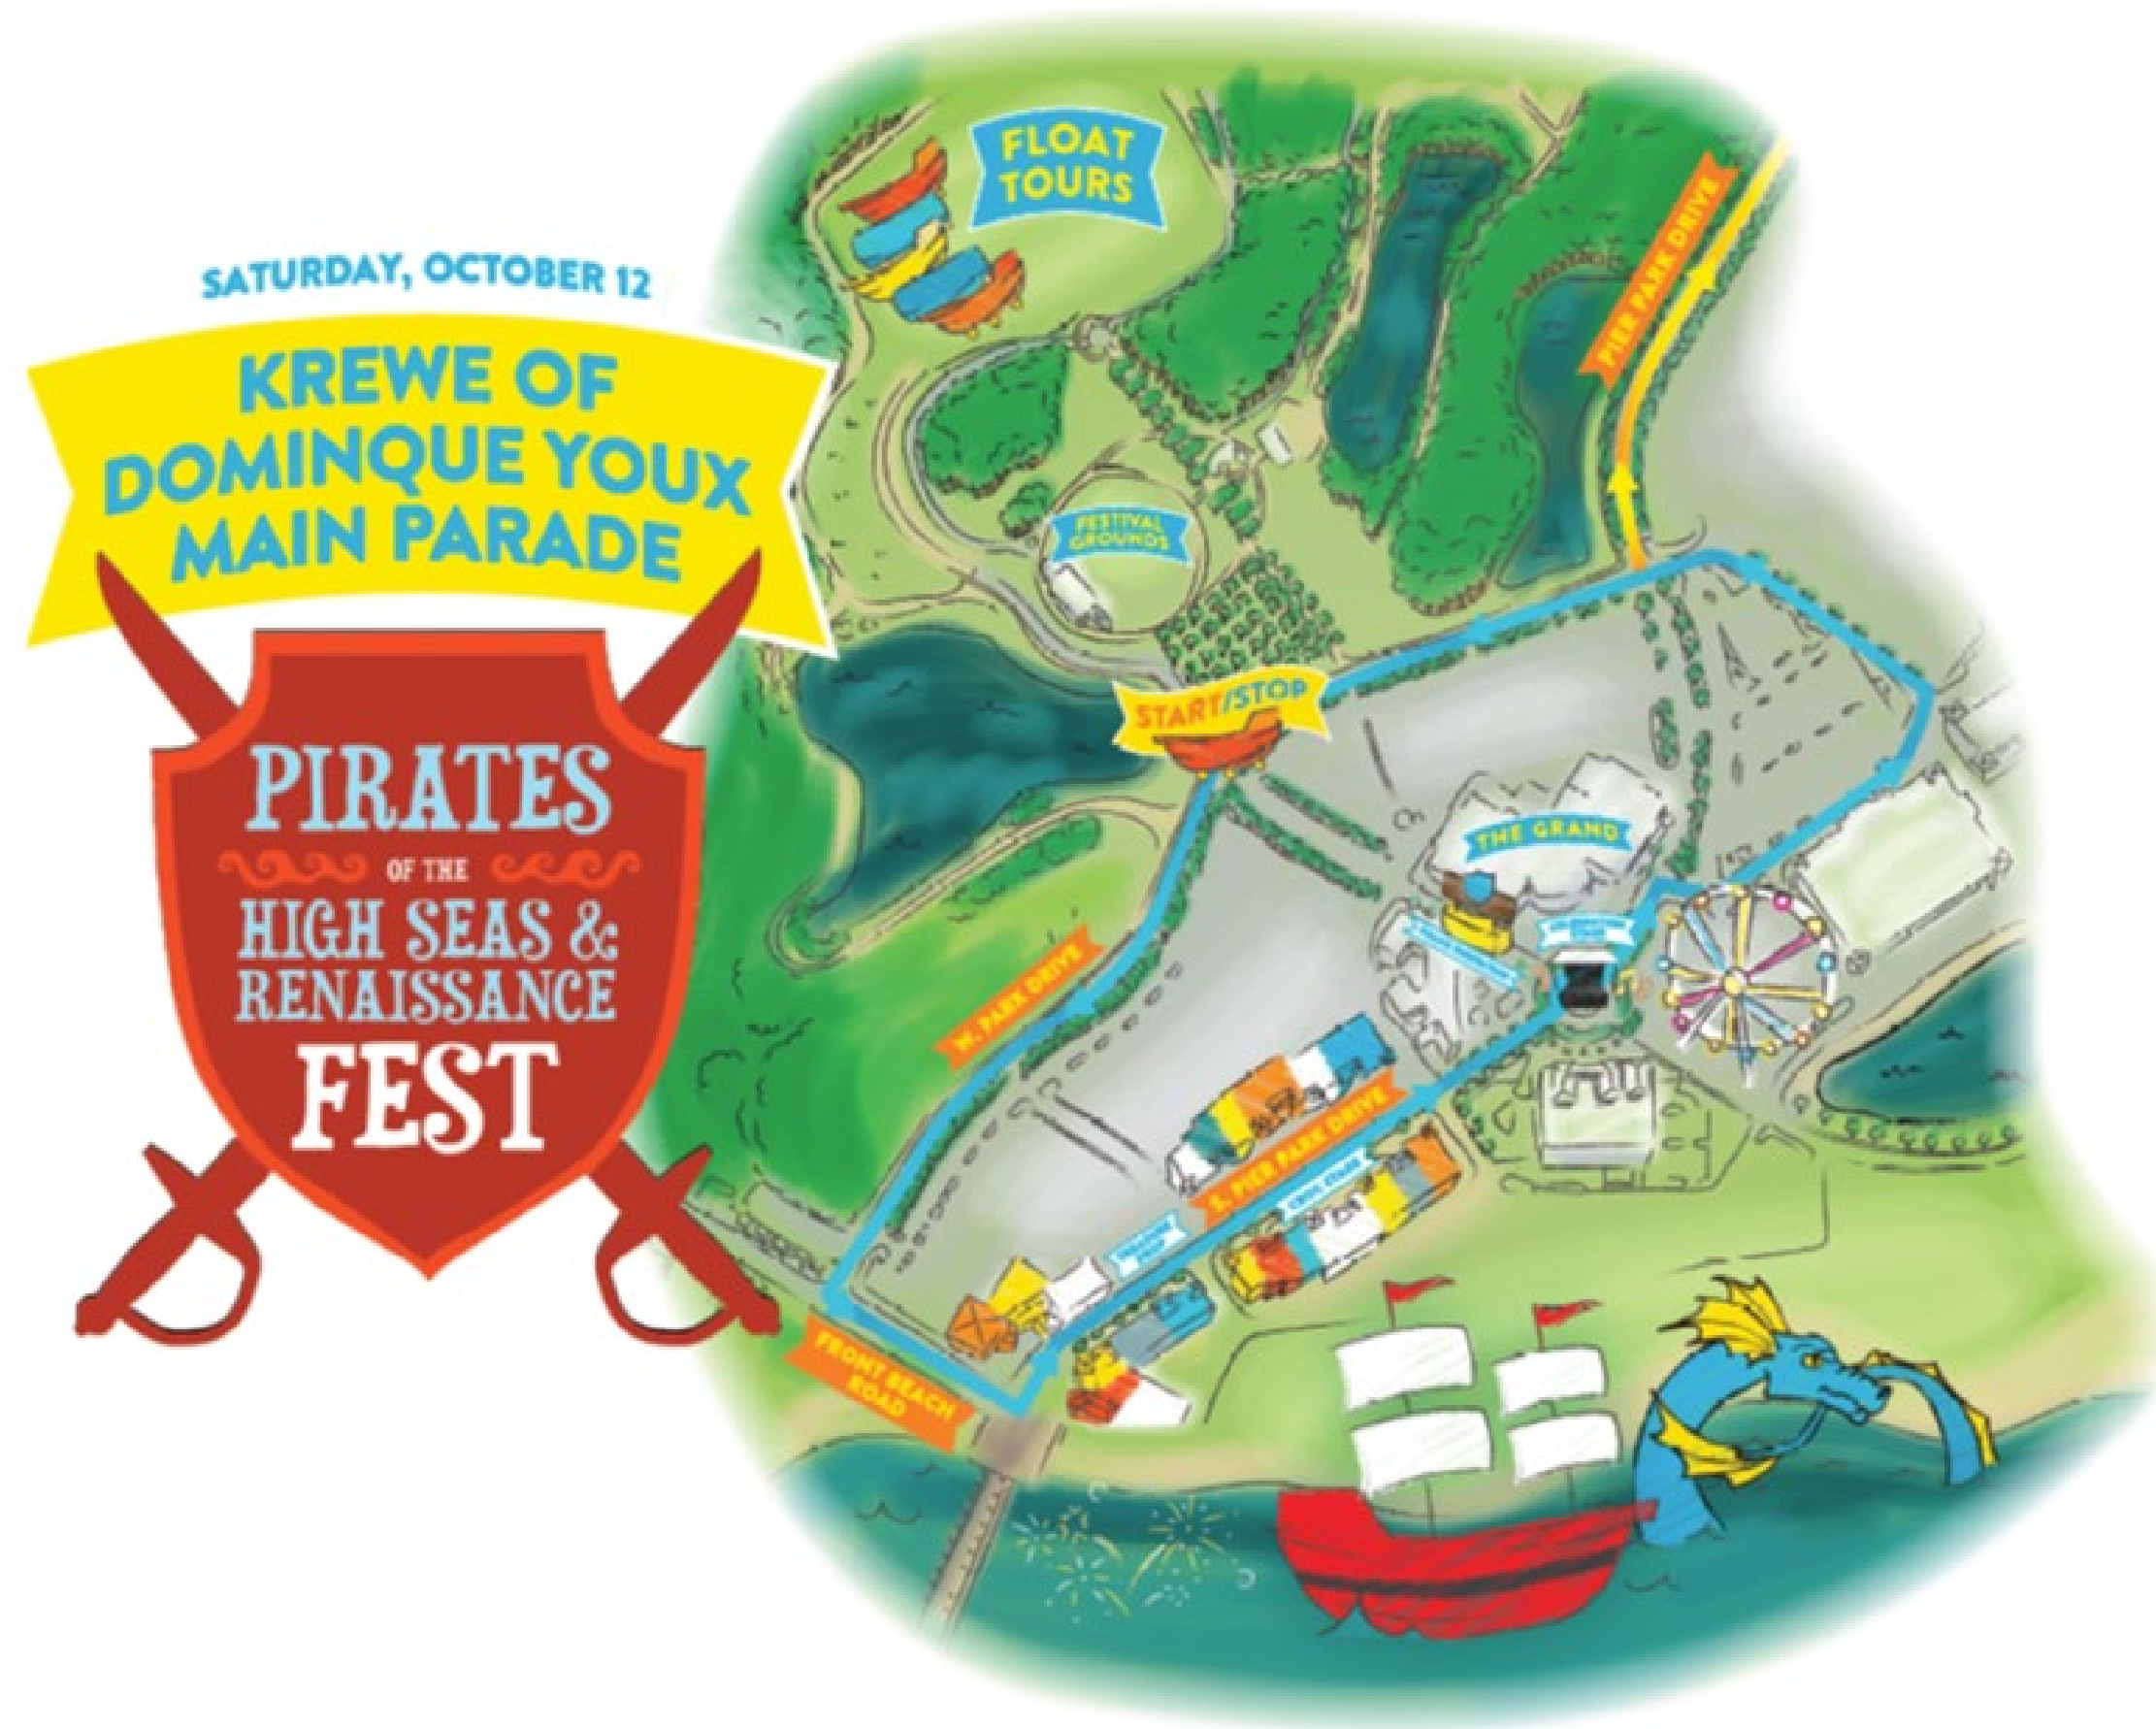 SATURDAY, OCTOBER 12
KREWE OF
DOMINQUE YOUX
MAIN PARADE
PIRATES
OF THE
HIGH SEAS &
RENAISSANCE
FEST
FLOAT
TOURS
PIER PARK DRIVE
FESTIVAL
GROUNDS
START/STOP
THE GRAND
W. PARK DRIVE
S. PIER PARK DRIVE
STAGE
FRONT BEACH
ROAD